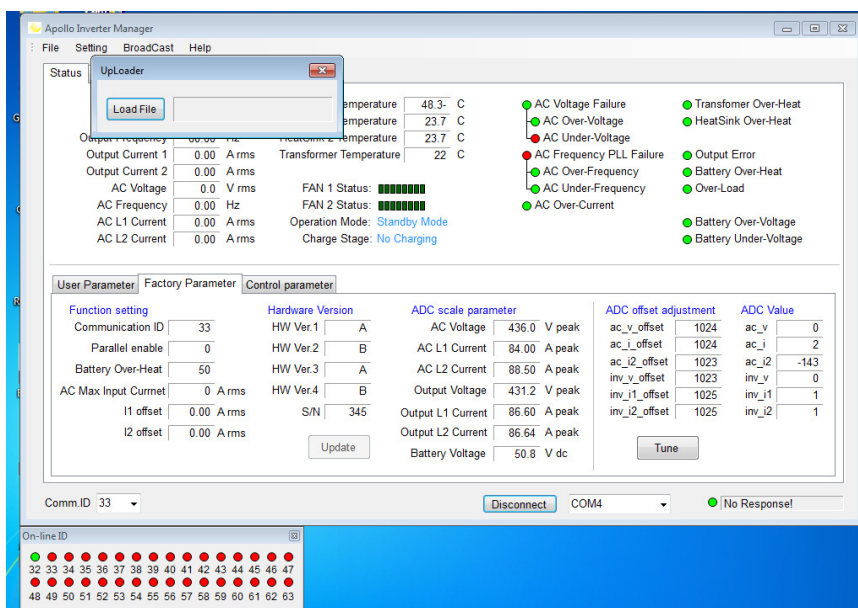 Apollo Inverter Manager
File Setting BroadCast Help
Status
UpLoader
Load File
emperature 48.3- C
emperature 23.7 C
Output Frequency 60.00 Hz HeatSink 2 Temperature 23.7 C
Output Current 1 0.00 A rms Transformer Temperature 22 C
Output Current 2 0.00 A rms
AC Voltage 0.0 V rms FAN 1 Status:
AC Frequency 0.00 Hz FAN 2 Status:
AC L1 Current 0.00 A rms Operation Mode: Standby Mode
AC L2 Current 0.00 A rms Charge Stage: No Charging
AC Voltage Failure Transfomer Over-Heat
AC Over-Voltage HeatSink Over-Heat
AC Under-Voltage
AC Frequency PLL Failure Output Error
AC Over-Frequency Battery Over-Heat
AC Under-Frequency Over-Load
AC Over-Current
Battery Over-Voltage
Battery Under-Voltage
User Parameter Factory Parameter Control parameter
Function setting Hardware Version ADC scale parameter ADC offset adjustment ADC Value
Communication ID 33 HW Ver.1 A AC Voltage 436.0 V peak ac_v_offset 1024 ac_v 0
Parallel enable 0 HW Ver.2 B AC L1 Current 84.00 A peak ac_i_offset 1024 ac_i 2
Battery Over-Heat 50 HW Ver.3 A AC L2 Current 88.50 A peak ac_i2_offset 1023 ac_i2 -143
AC Max Input Currnet 0 A rms HW Ver.4 B Output Voltage 431.2 V peak inv_v_offset 1023 inv_v 0
I1 offset 0.00 A rms S/N 345 Output L1 Current 86.60 A peak inv_i1_offset 1025 inv_i1 1
I2 offset 0.00 A rms Output L2 Current 86.64 A peak inv_i2_offset 1025 inv_i2 1
Update Battery Voltage 50.8 V dc Tune
Comm.ID 33 Disconnect COM4 No Response!
On-line ID
32 33 34 35 36 37 38 39 40 41 42 43 44 45 46 47
48 49 50 51 52 53 54 55 56 57 58 59 60 61 62 63